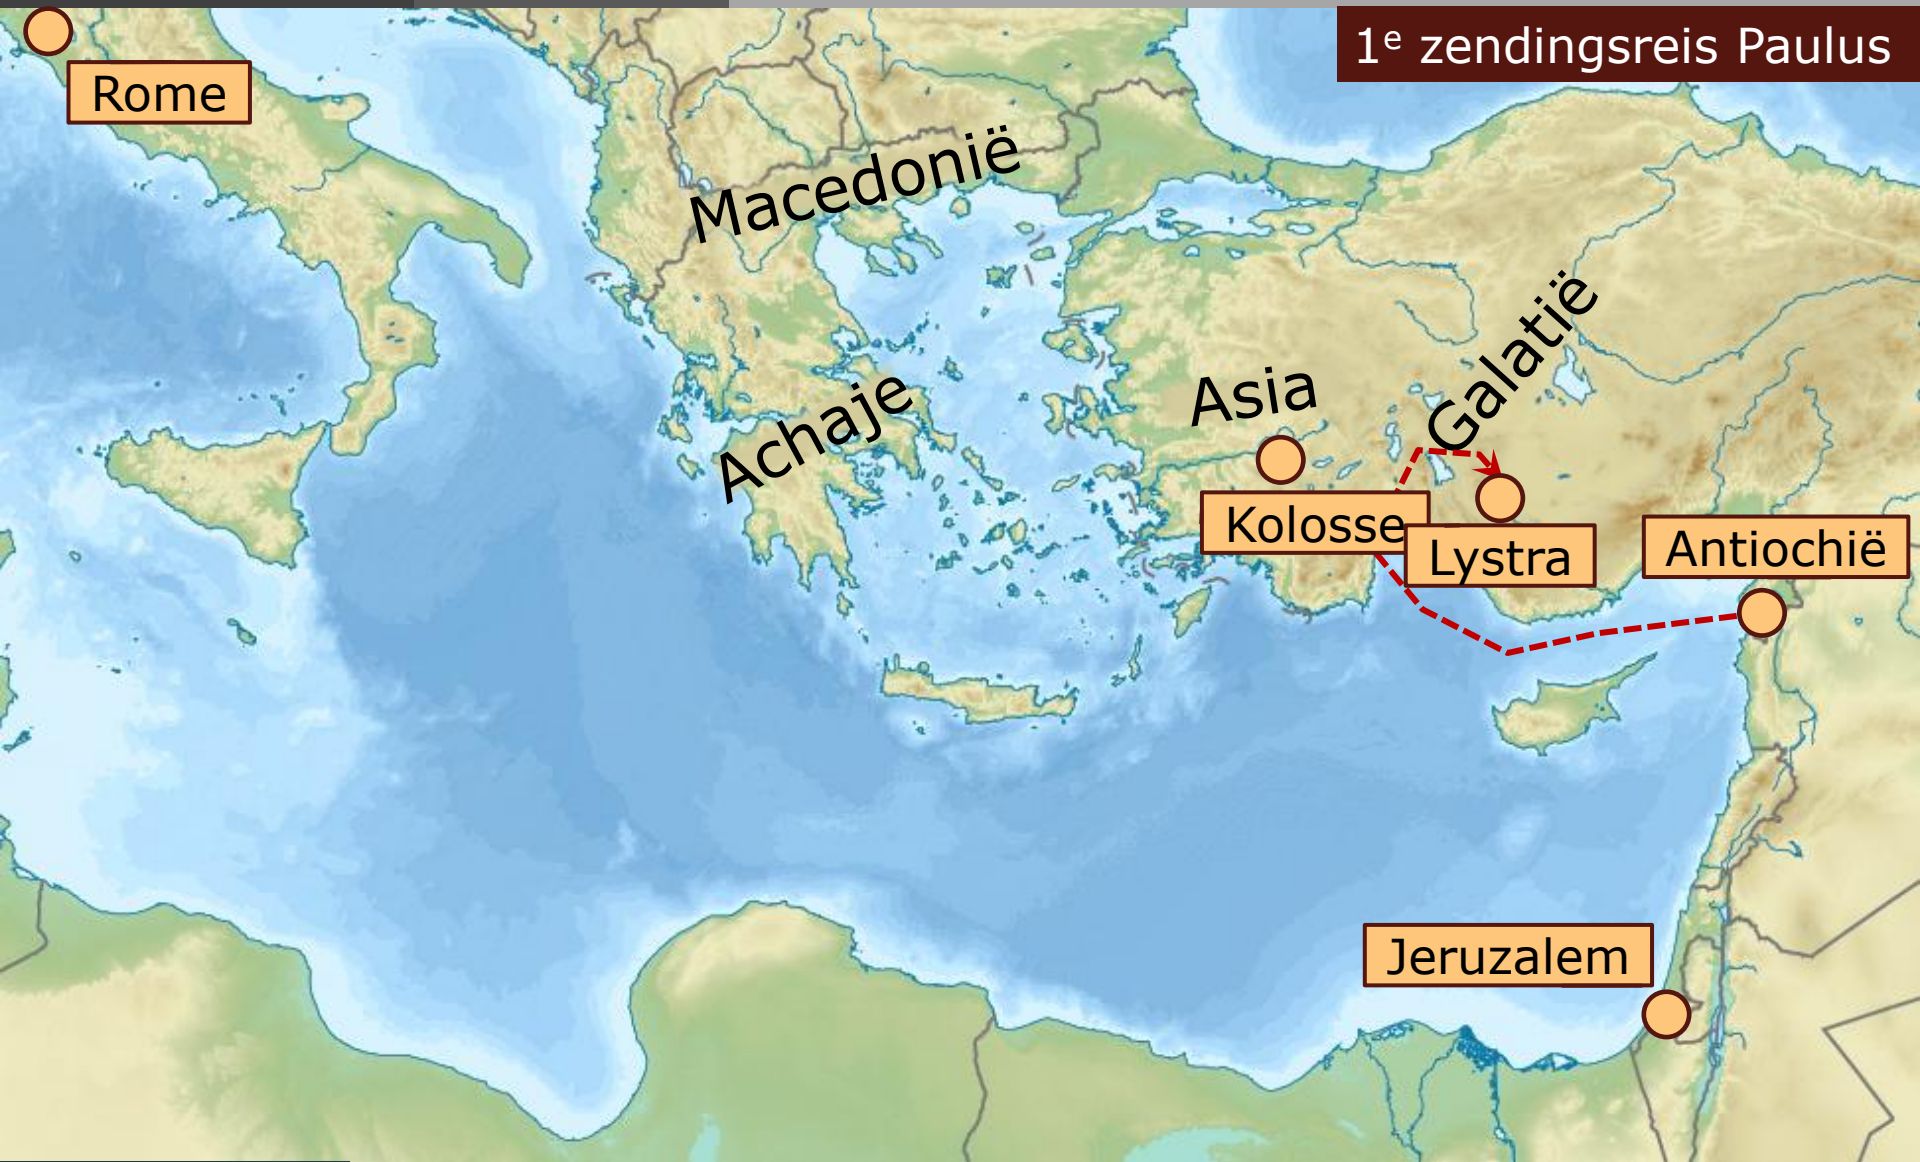 1e zendingsreis Paulus
Rome
Macedonië
Galatië
Asia
Achaje
Kolosse
Lystra
Antiochië
Jeruzalem